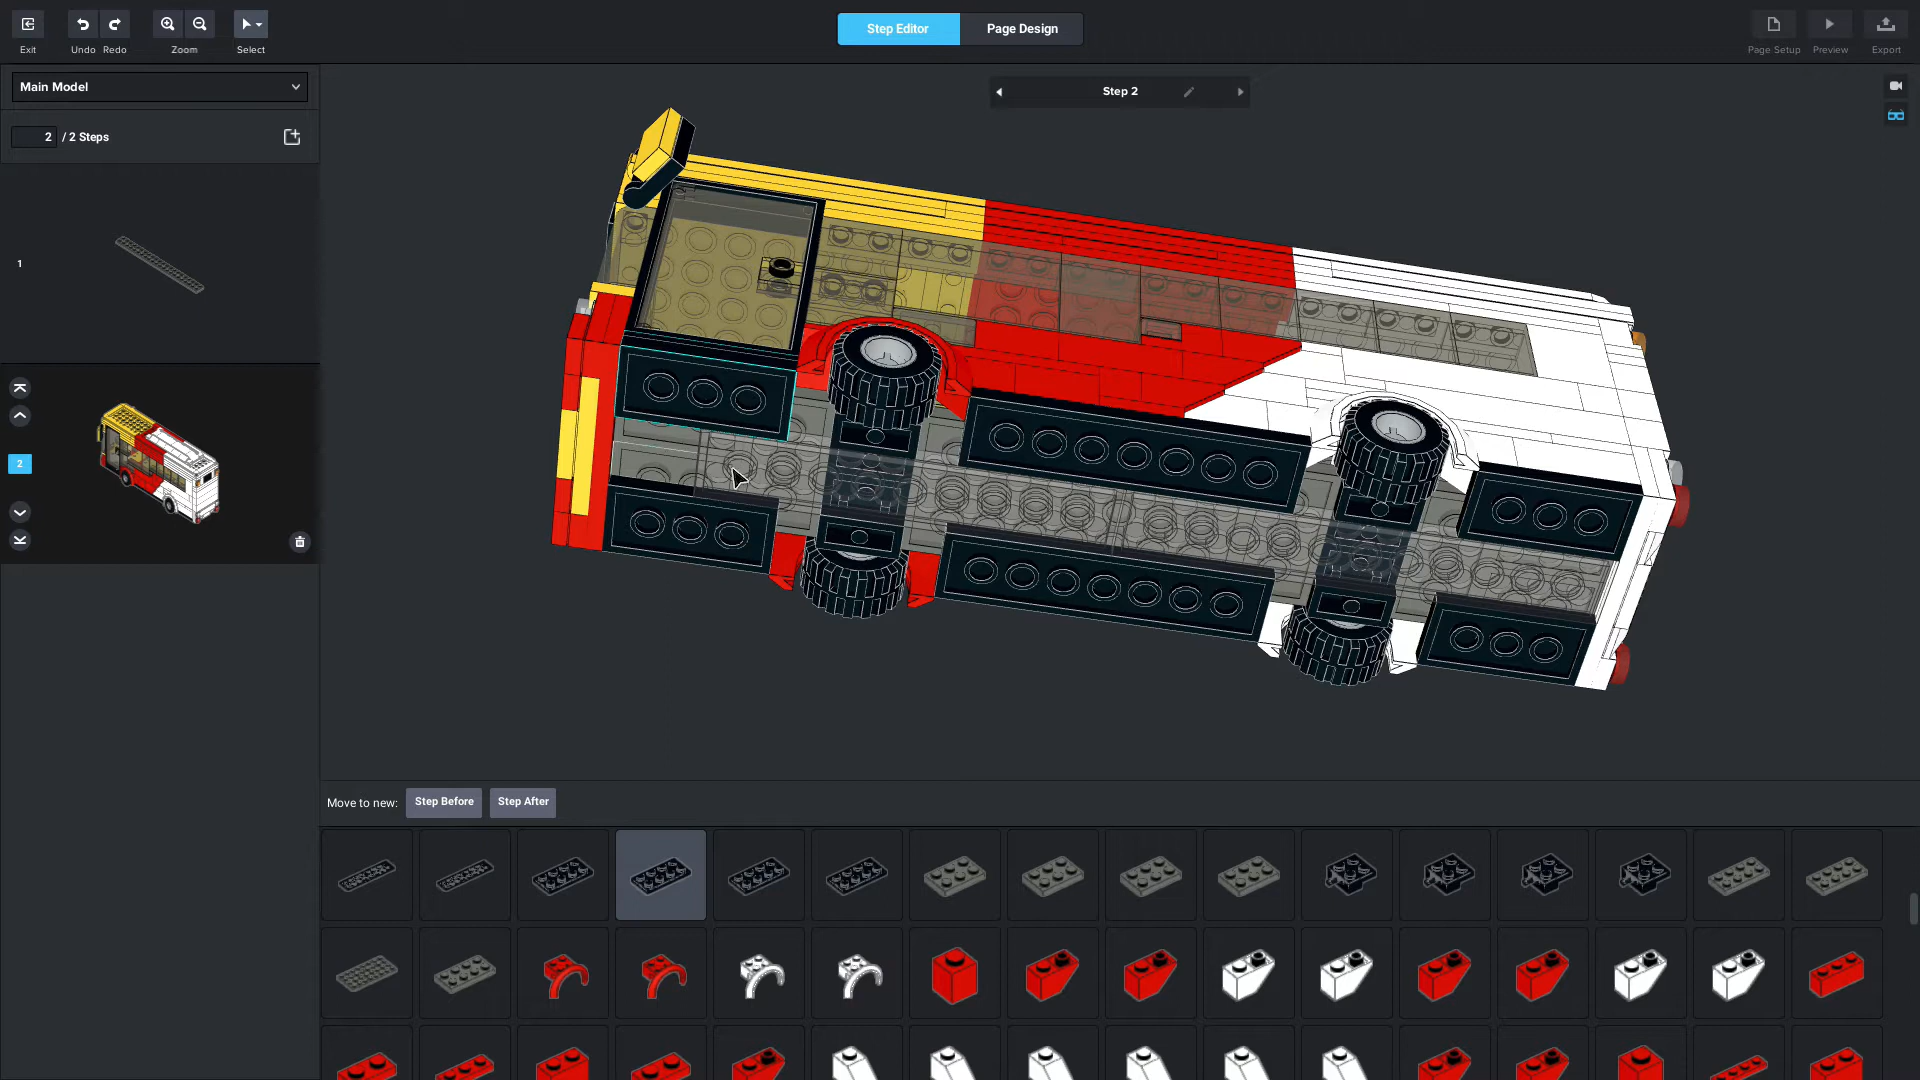 Exit
Undo
Redo
Zoom
Select
Step Editor
Page Design
Page Setup
Preview
Export
Main Model
2 / 2 Steps
Step 2
1
2
Move to new:
Step Before
Step After